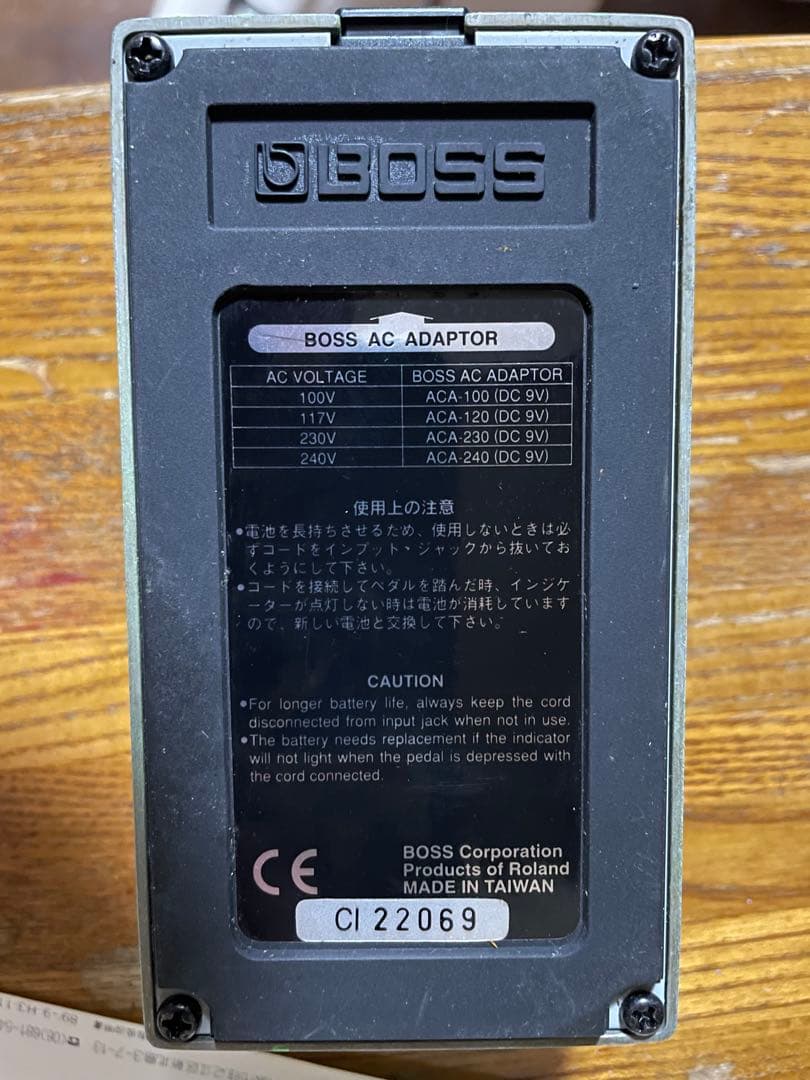 BOSS
BOSS AC ADAPTOR
AC VOLTAGE BOSS AC ADAPTOR
100V ACA-100 (DC 9V)
117V ACA-120 (DC 9V)
230V ACA-230 (DC 9V)
240V ACA-240 (DC 9V)
使用上の注意
●電池を長持ちさせるため、使用しないときは必
ずコードをインプット・ジャックから抜いてお
くようにして下さい。
●コードを接続してペダルを踏んだ時、インジケ
ーターが点灯しない時は電池が消耗しています
ので、新しい電池と交換して下さい。
CAUTION
●For longer battery life, always keep the cord
disconnected from input jack when not in use.
●The battery needs replacement if the indicator
will not light when the pedal is depressed with
the cord connected.
CE
BOSS Corporation
Products of Roland
MADE IN TAIWAN
CI 22069